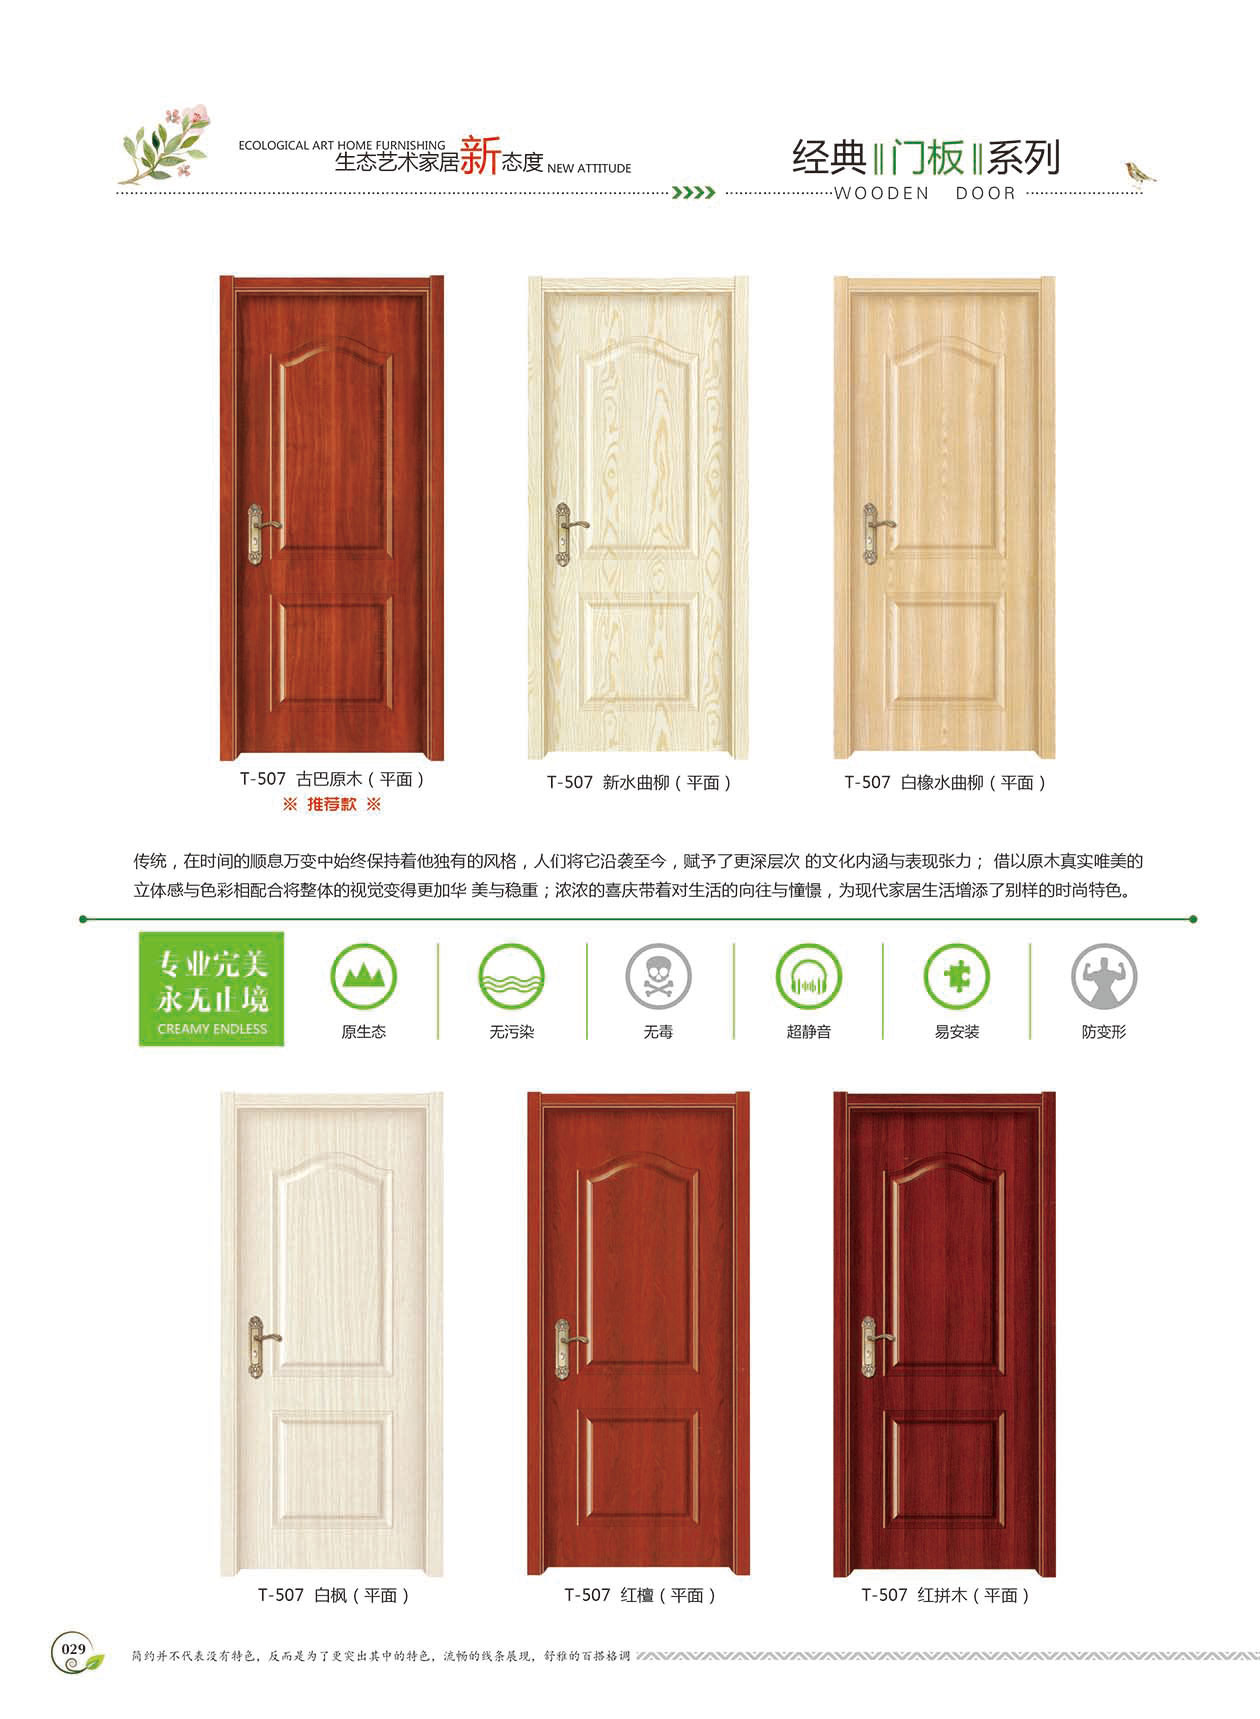 ECOLOGICAL ART HOME FURNISHING
生态艺术家居新态度 NEW ATTITUDE
经典门板系列
WOODEN DOOR
T-507 古巴原木（平面）
※ 推荐款 ※
T-507 新水曲柳（平面）
T-507 白橡水曲柳（平面）
传统，在时间的顺息万变中始终保持着他独有的风格，人们将它沿袭至今，赋予了更深层次 的文化内涵与表现张力； 借以原木真实唯美的
立体感与色彩相配合将整体的视觉变得更加华 美与稳重；浓浓的喜庆带着对生活的向往与憧憬，为现代家居生活增添了别样的时尚特色。
专业完美
永无止境
CREAMY ENDLESS
原生态
无污染
无毒
超静音
易安装
防变形
T-507 白枫（平面）
T-507 红檀（平面）
T-507 红拼木（平面）
029
简约并不代表没有特色，反而是为了更突出其中的特色，流畅的线条展现，舒雅的百搭格调